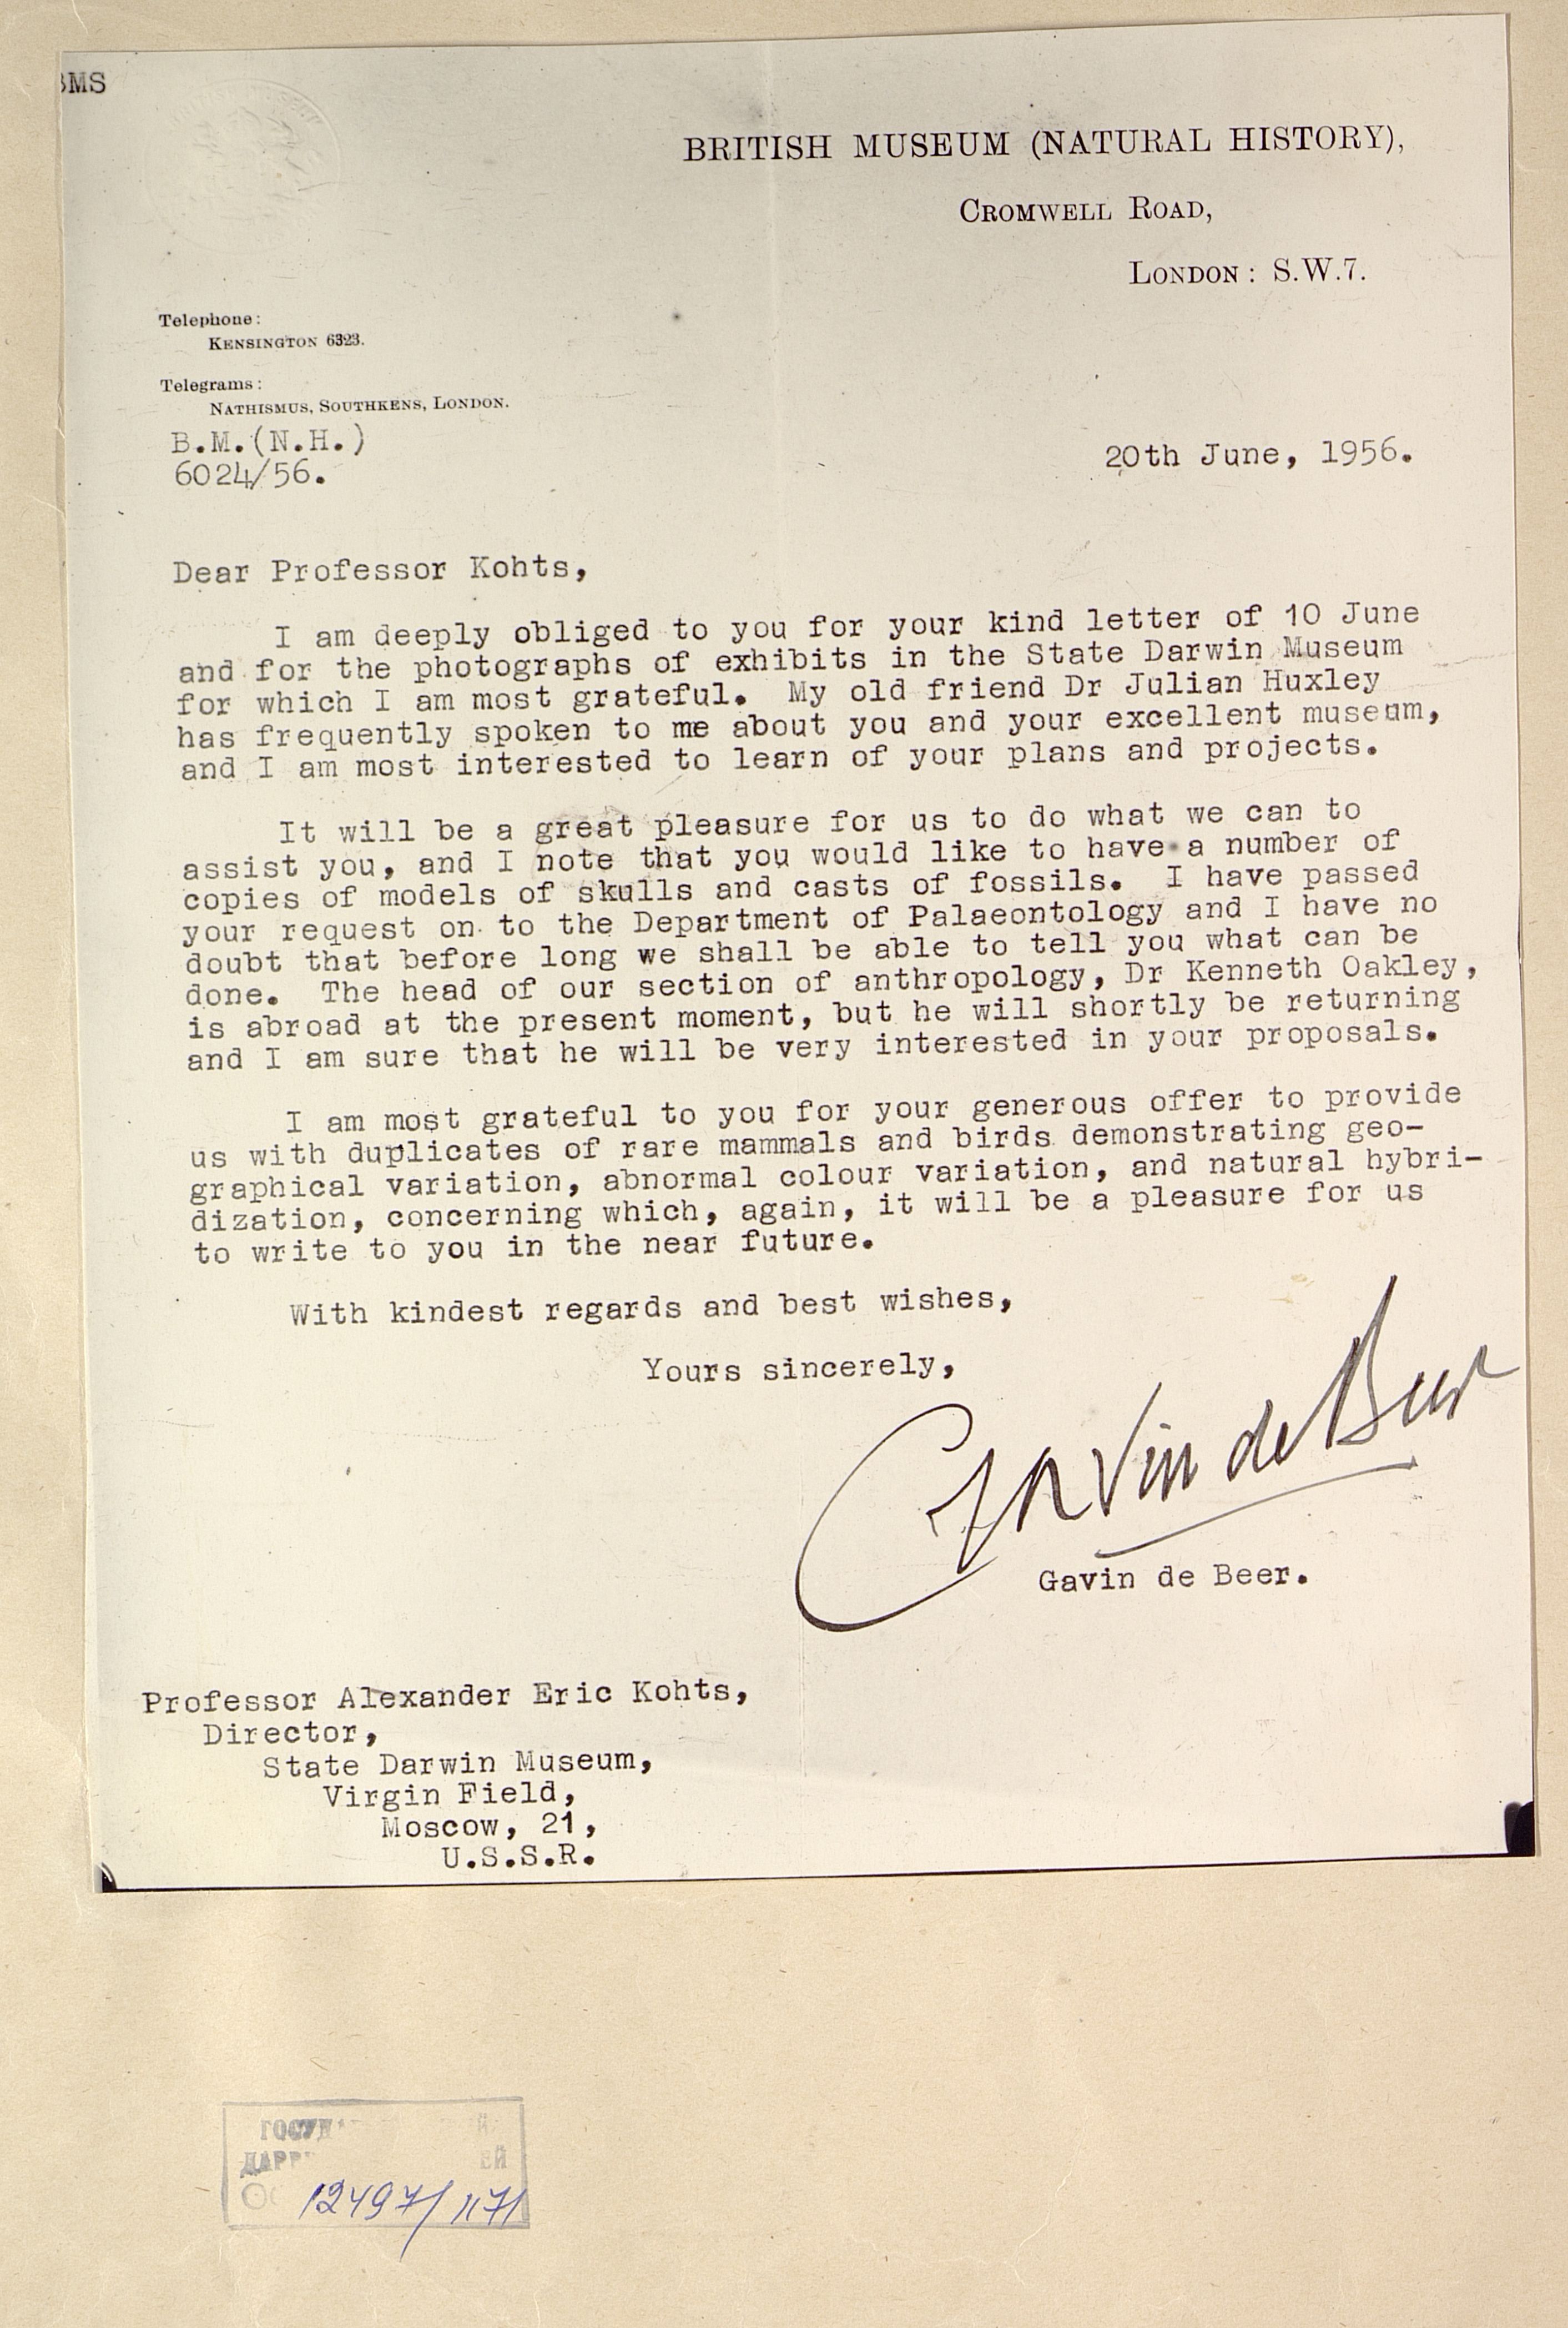 BRITISH MUSEUM (NATURAL HISTORY),
CROMWELL ROAD,
LONDON: S.W.7.
Telephone:
KENSINGTON 6323.
Telegrams:
NATHISMUS, SOUTHKENS, LONDON.
B.M.(N.H.)
6024/56.
20th June, 1956.
Dear Professor Kohts,
I am deeply obliged to you for your kind letter of 10 June
and for the photographs of exhibits in the State Darwin Museum
for which I am most grateful. My old friend Dr Julian Huxley
has frequently spoken to me about you and your excellent museum,
and I am most interested to learn of your plans and projects.
It will be a great pleasure for us to do what we can to
assist you, and I note that you would like to have a number of
copies of models of skulls and casts of fossils. I have passed
your request on to the Department of Palaeontology and I have no
doubt that before long we shall be able to tell you what can be
done. The head of our section of anthropology, Dr Kenneth Oakley,
is abroad at the present moment, but he will shortly be returning
and I am sure that he will be very interested in your proposals.
I am most grateful to you for your generous offer to provide
us with duplicates of rare mammals and birds demonstrating geo-
graphical variation, abnormal colour variation, and natural hybri-
dization, concerning which, again, it will be a pleasure for us
to write to you in the near future.
With kindest regards and best wishes,
Yours sincerely,
Gavin de Beer
Gavin de Beer.
Professor Alexander Eric Kohts,
Director,
State Darwin Museum,
Virgin Field,
Moscow, 21,
U.S.S.R.
12497/1171